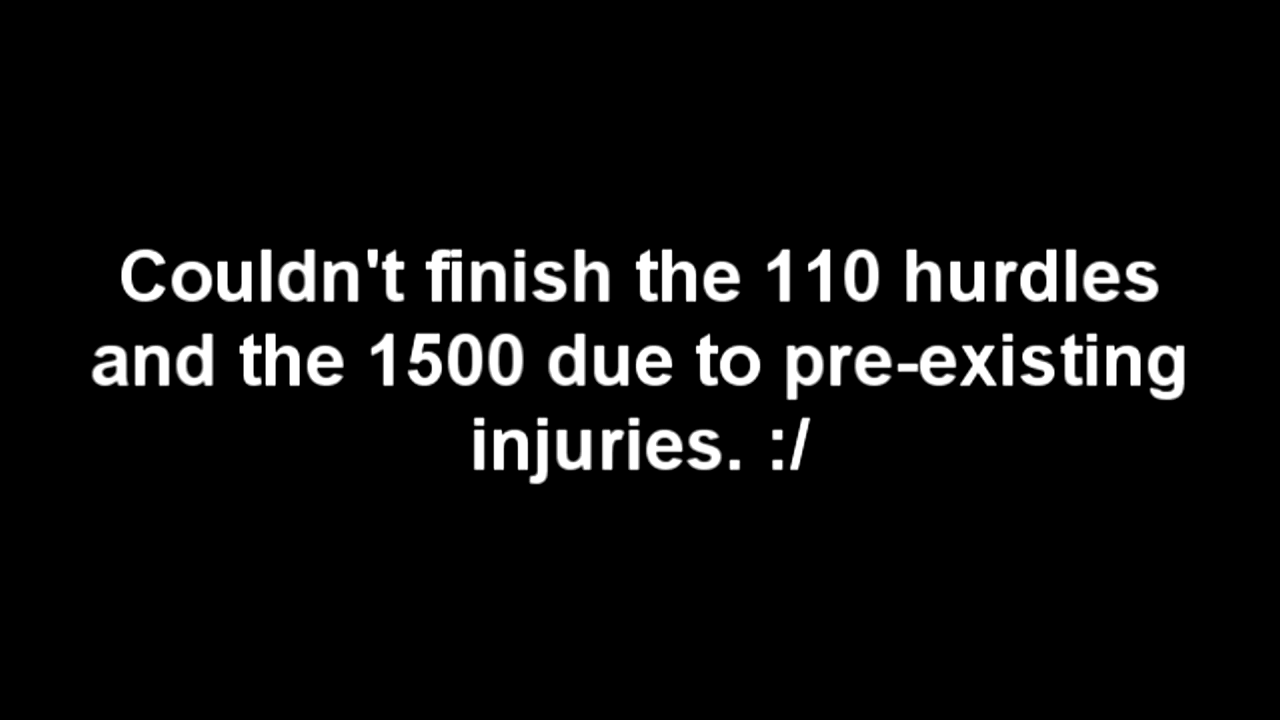 Couldn't finish the 110 hurdles
and the 1500 due to pre-existing
injuries. :/